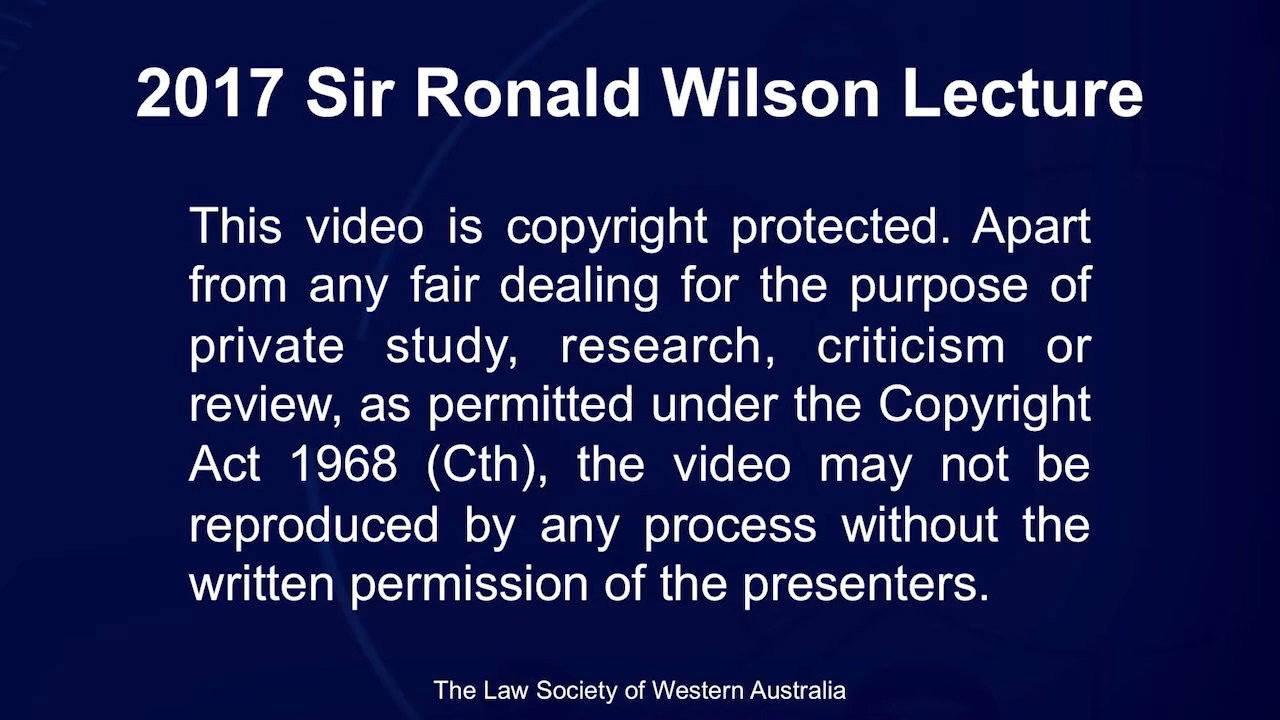 2017 Sir Ronald Wilson Lecture
This video is copyright protected. Apart
from any fair dealing for the purpose of
private study, research, criticism or
review, as permitted under the Copyright
Act 1968 (Cth), the video may not be
reproduced by any process without the
written permission of the presenters.
The Law Society of Western Australia